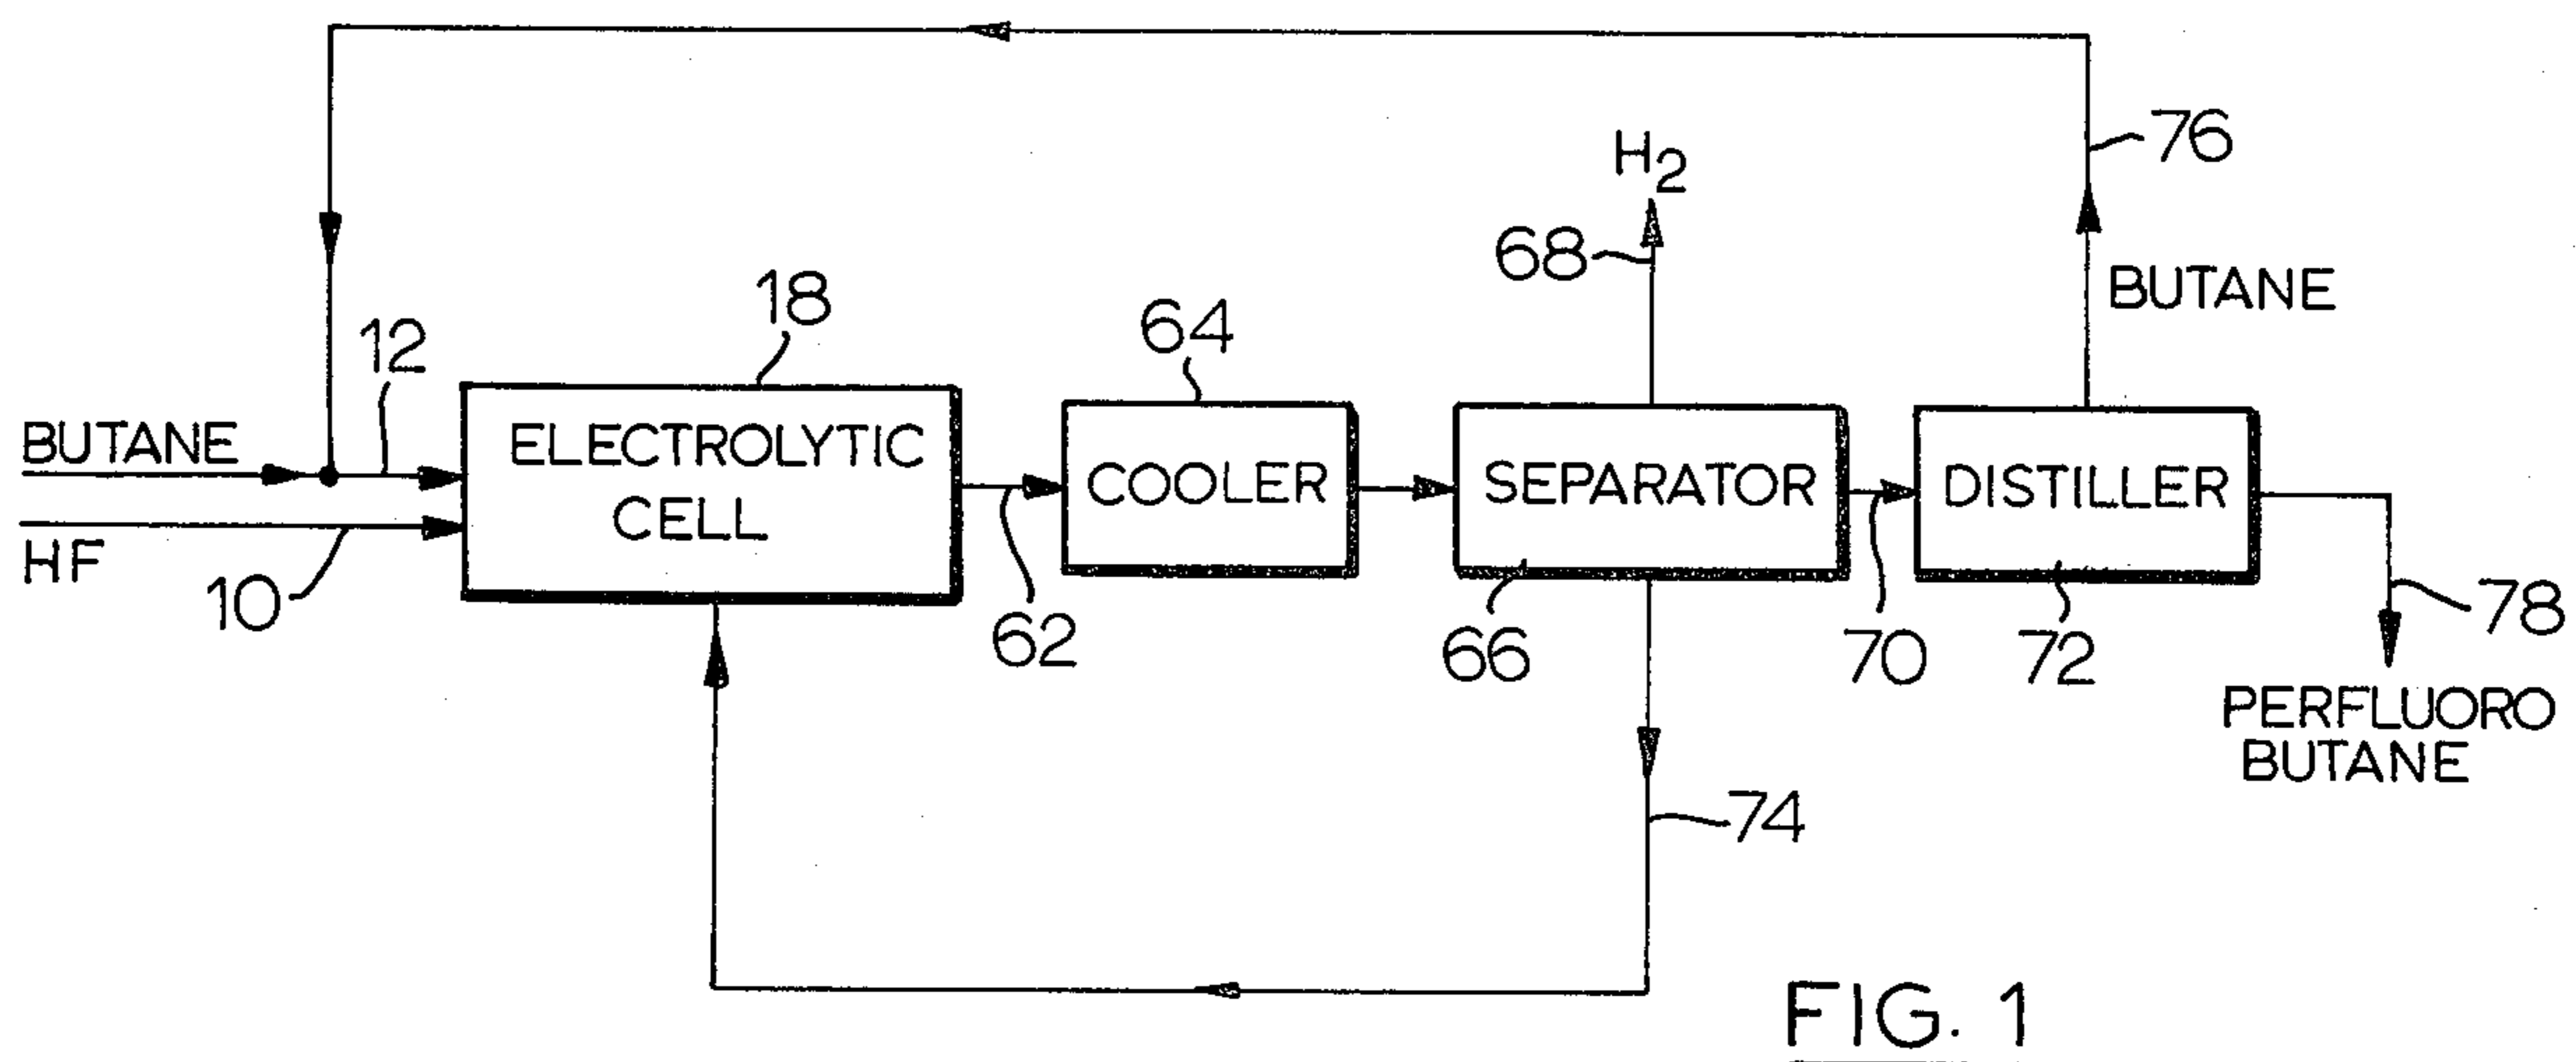 76
H2
68
BUTANE
18
64
12
BUTANE
ELECTROLYTIC
CELL
COOLER
SEPARATOR
DISTILLER
HF
10
62
66
70
72
78
PERFLUORO
BUTANE
74
FIG. 1